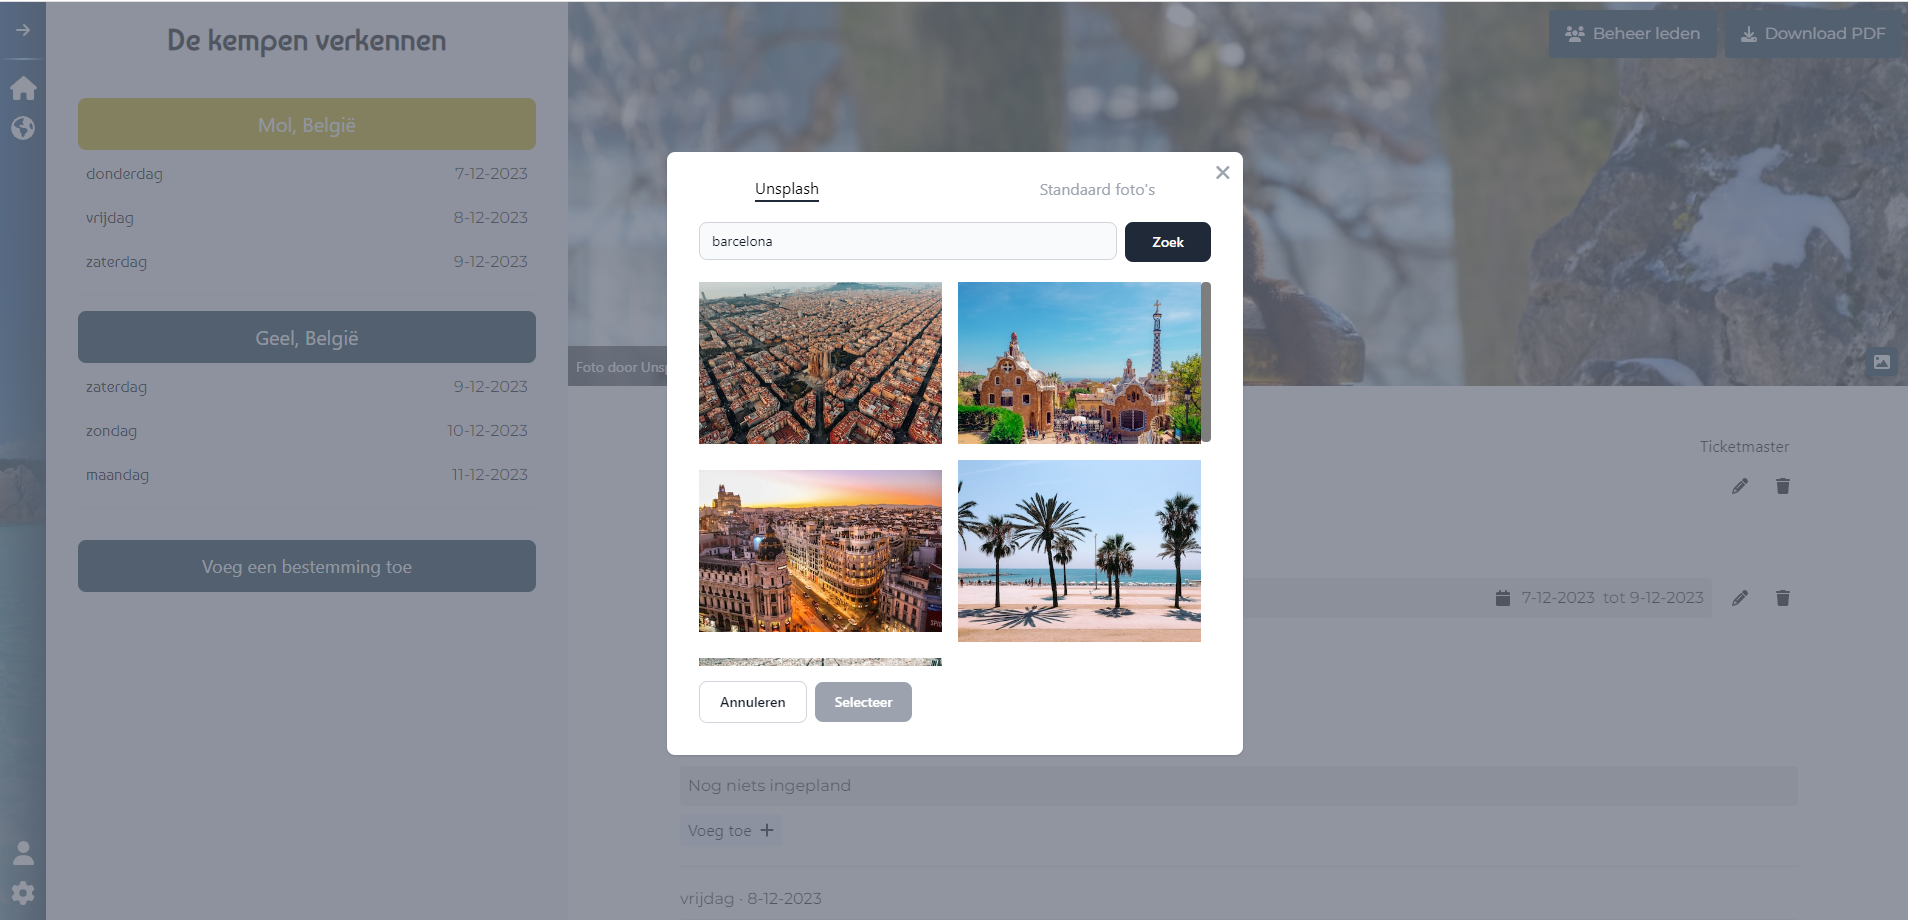 De kempen verkennen
Mol, België
donderdag 7-12-2023
vrijdag 8-12-2023
zaterdag 9-12-2023
Geel, België
zaterdag 9-12-2023
zondag 10-12-2023
maandag 11-12-2023
Voeg een bestemming toe
Beheer leden
Download PDF
Foto door
Unsplash
Standaard foto's
barcelona
Zoek
Annuleren
Selecteer
Ticketmaster
7-12-2023 tot 9-12-2023
Nog niets ingepland
Voeg toe
vrijdag · 8-12-2023